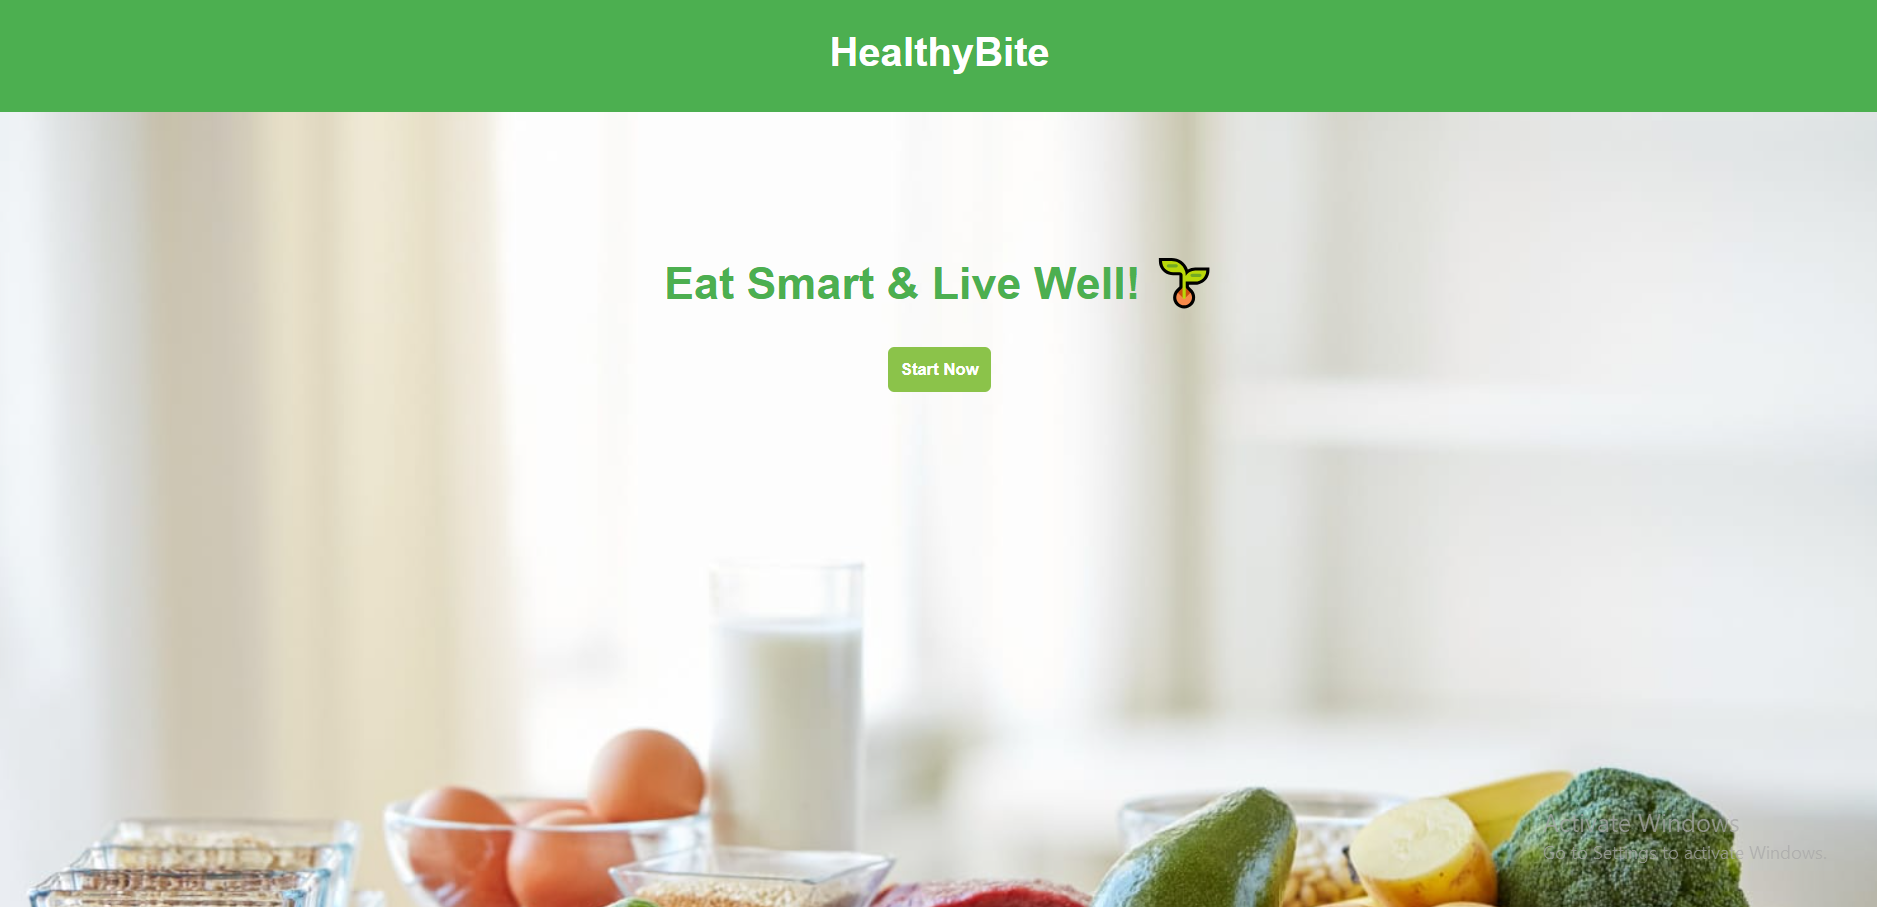 HealthyBite
Eat Smart & Live Well!
Start Now
Activate Windows
Go to Settings to activate Windows.